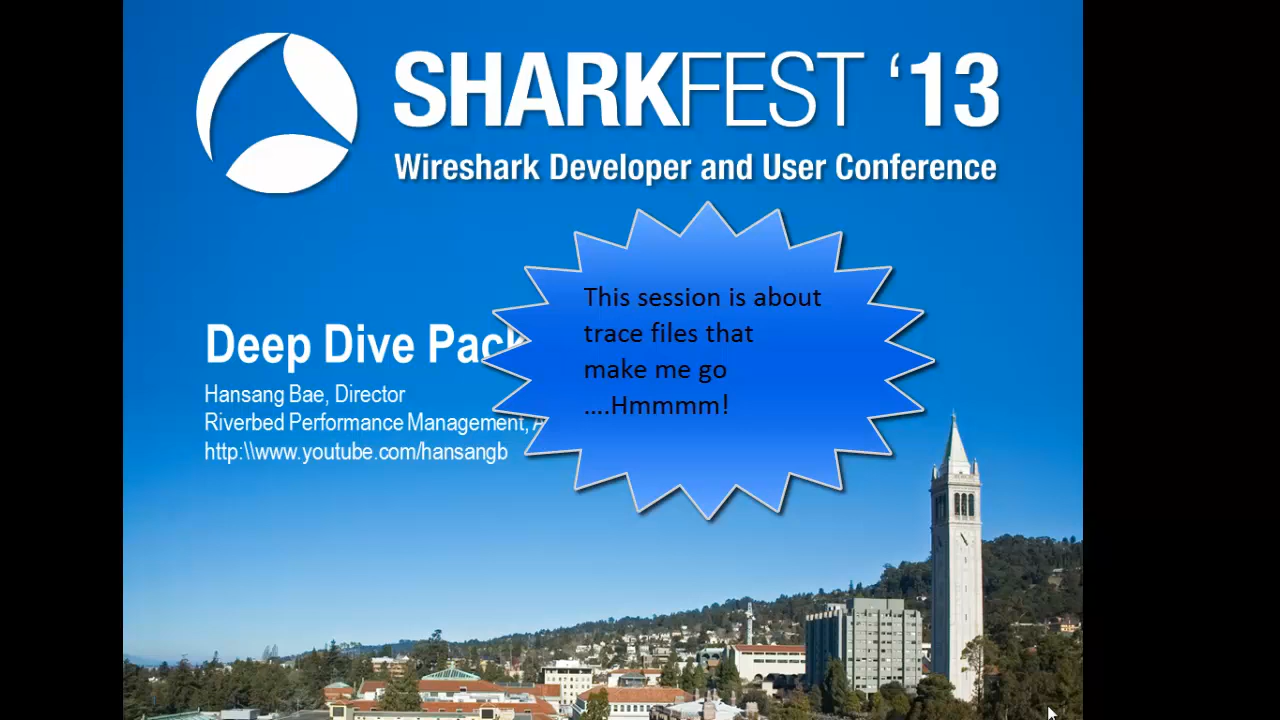 SHARKFEST ‘13
Wireshark Developer and User Conference
This session is about
trace files that
make me go
....Hmmmm!
Deep Dive
Hansang Bae, Director
Riverbed Performance Management,
http:\\www.youtube.com/hansangb